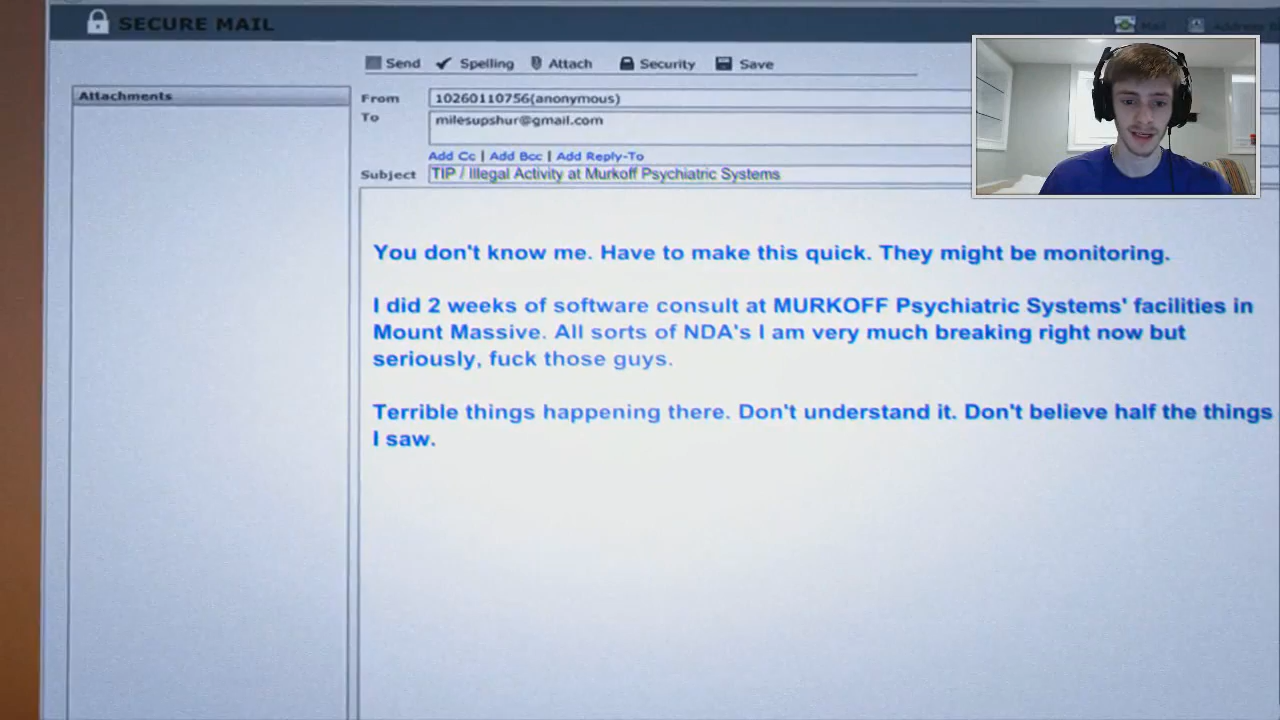 SECURE MAIL
Mail
Send Spelling Attach Security Save
Attachments
From 10260110756(anonymous)
To milesupshur@gmail.com
Add Cc | Add Bcc | Add Reply-To
Subject TIP / Illegal Activity at Murkoff Psychiatric Systems
You don't know me. Have to make this quick. They might be monitoring.
I did 2 weeks of software consult at MURKOFF Psychiatric Systems' facilities in
Mount Massive. All sorts of NDA's I am very much breaking right now but
seriously, fuck those guys.
Terrible things happening there. Don't understand it. Don't believe half the things
I saw.